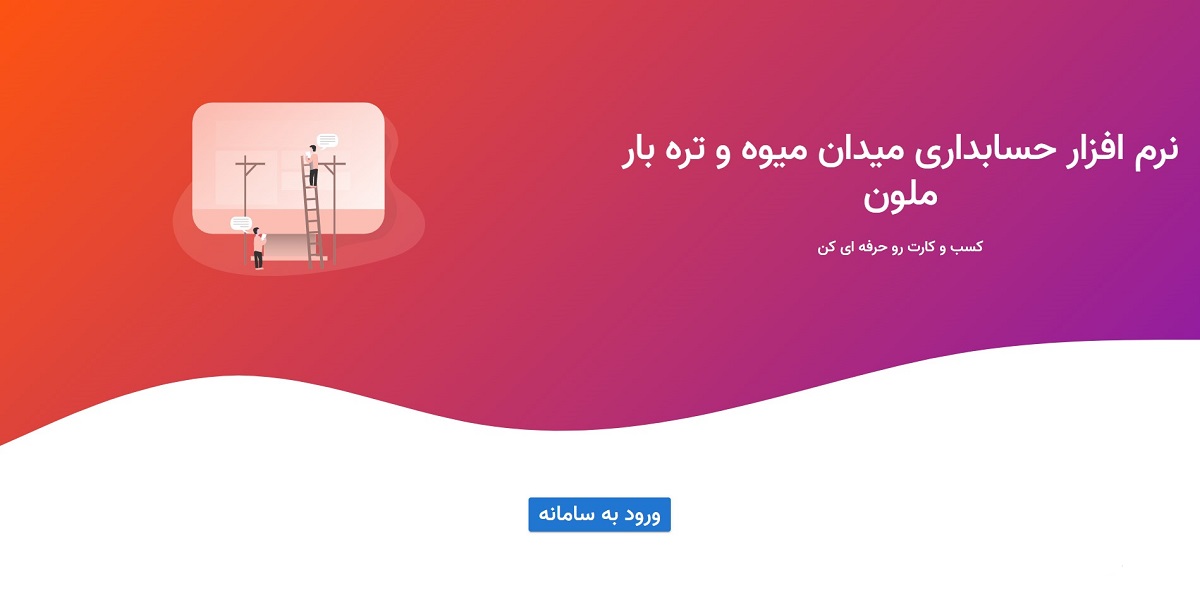 نرم افزار حسابداری میدان میوه و تره بار
ملون
کسب و کارت رو حرفه ای کن
ورود به سامانه